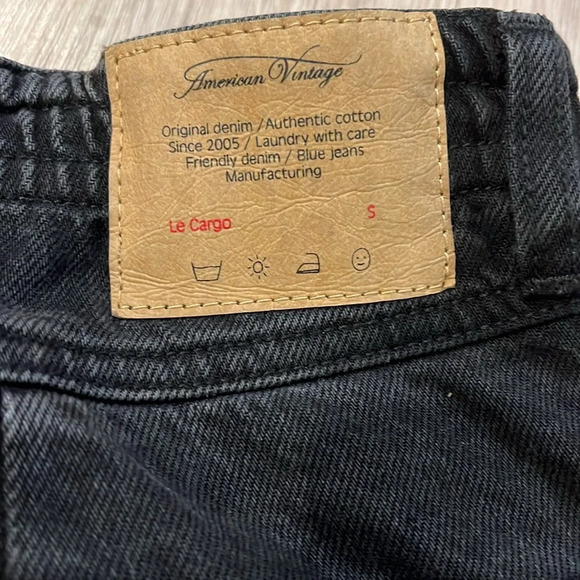 American Vintage
Original denim / Authentic cotton
Since 2005 / Laundry with care
Friendly denim / Blue jeans
Manufacturing
Le Cargo S